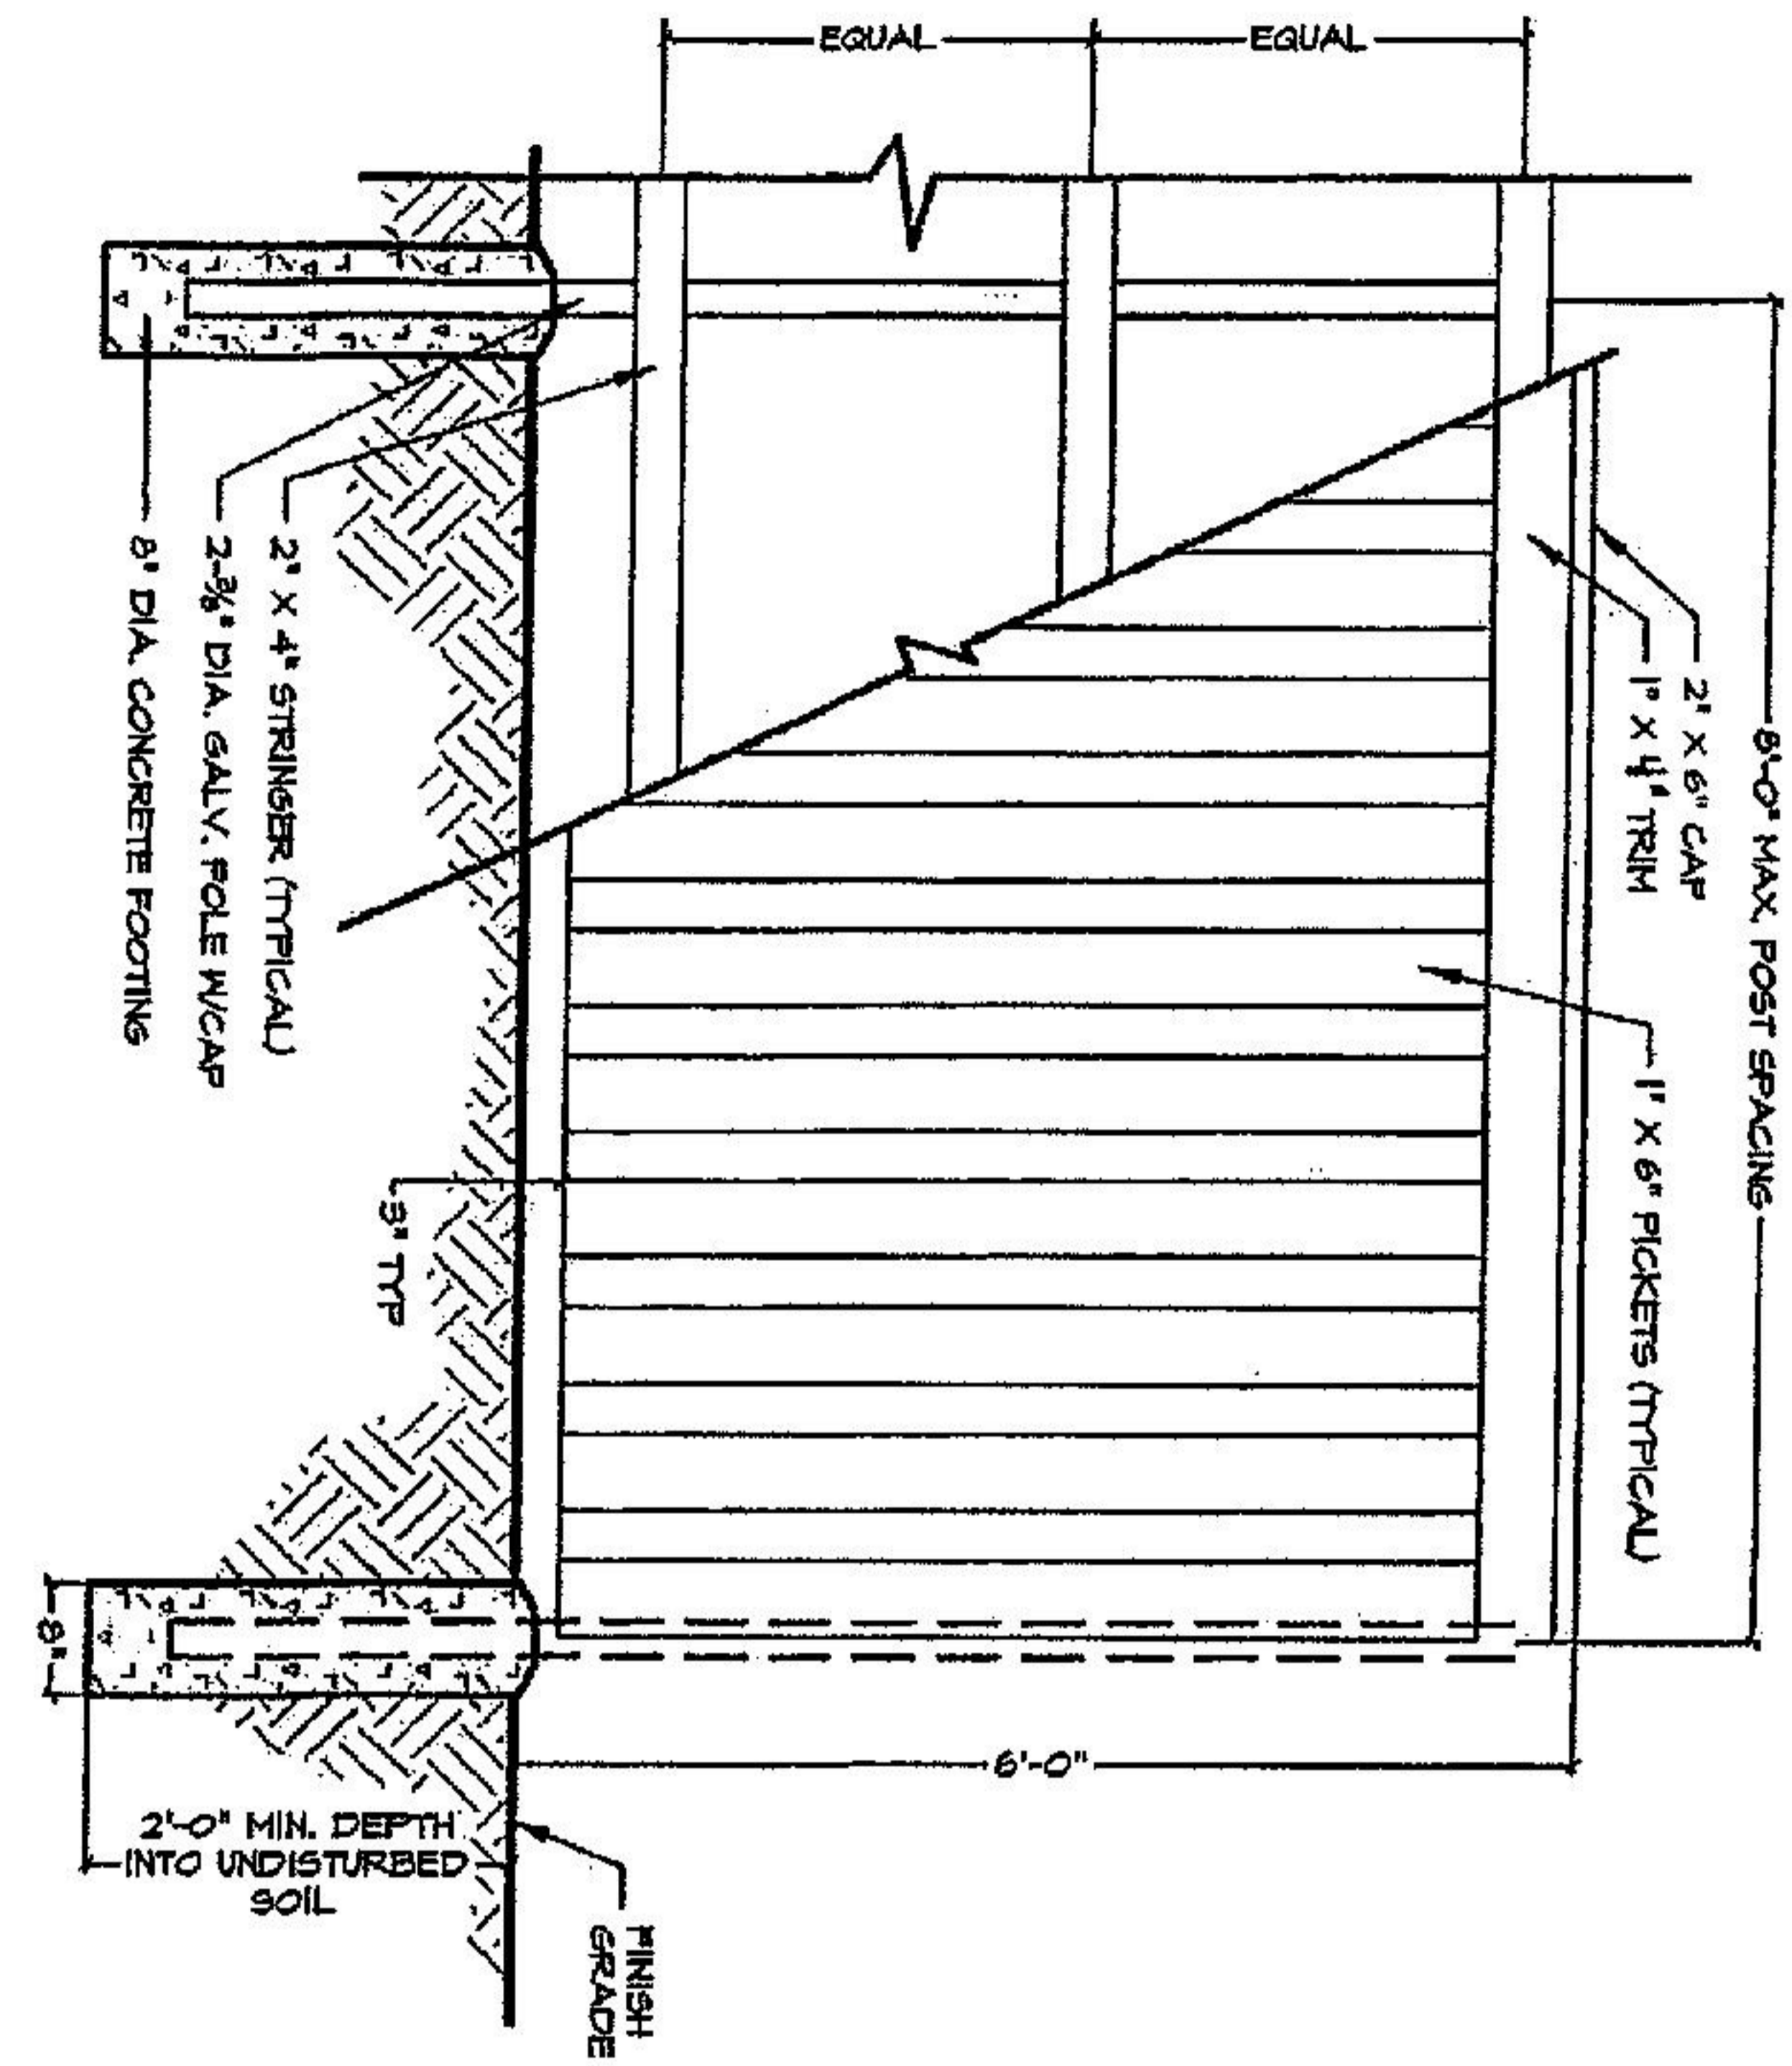 EQUAL
EQUAL
8'-0" MAX. POST SPACING
2" X 6" CAP
1" X 4" TRIM
1" X 6" PICKETS (TYPICAL)
2" X 4" STRINGER (TYPICAL)
2-3/8" DIA. GALV. POLE W/CAP
8" DIA. CONCRETE FOOTING
3" TYP
6'-0"
8"
2'-0" MIN. DEPTH
INTO UNDISTURBED
SOIL
FINISH
GRADE